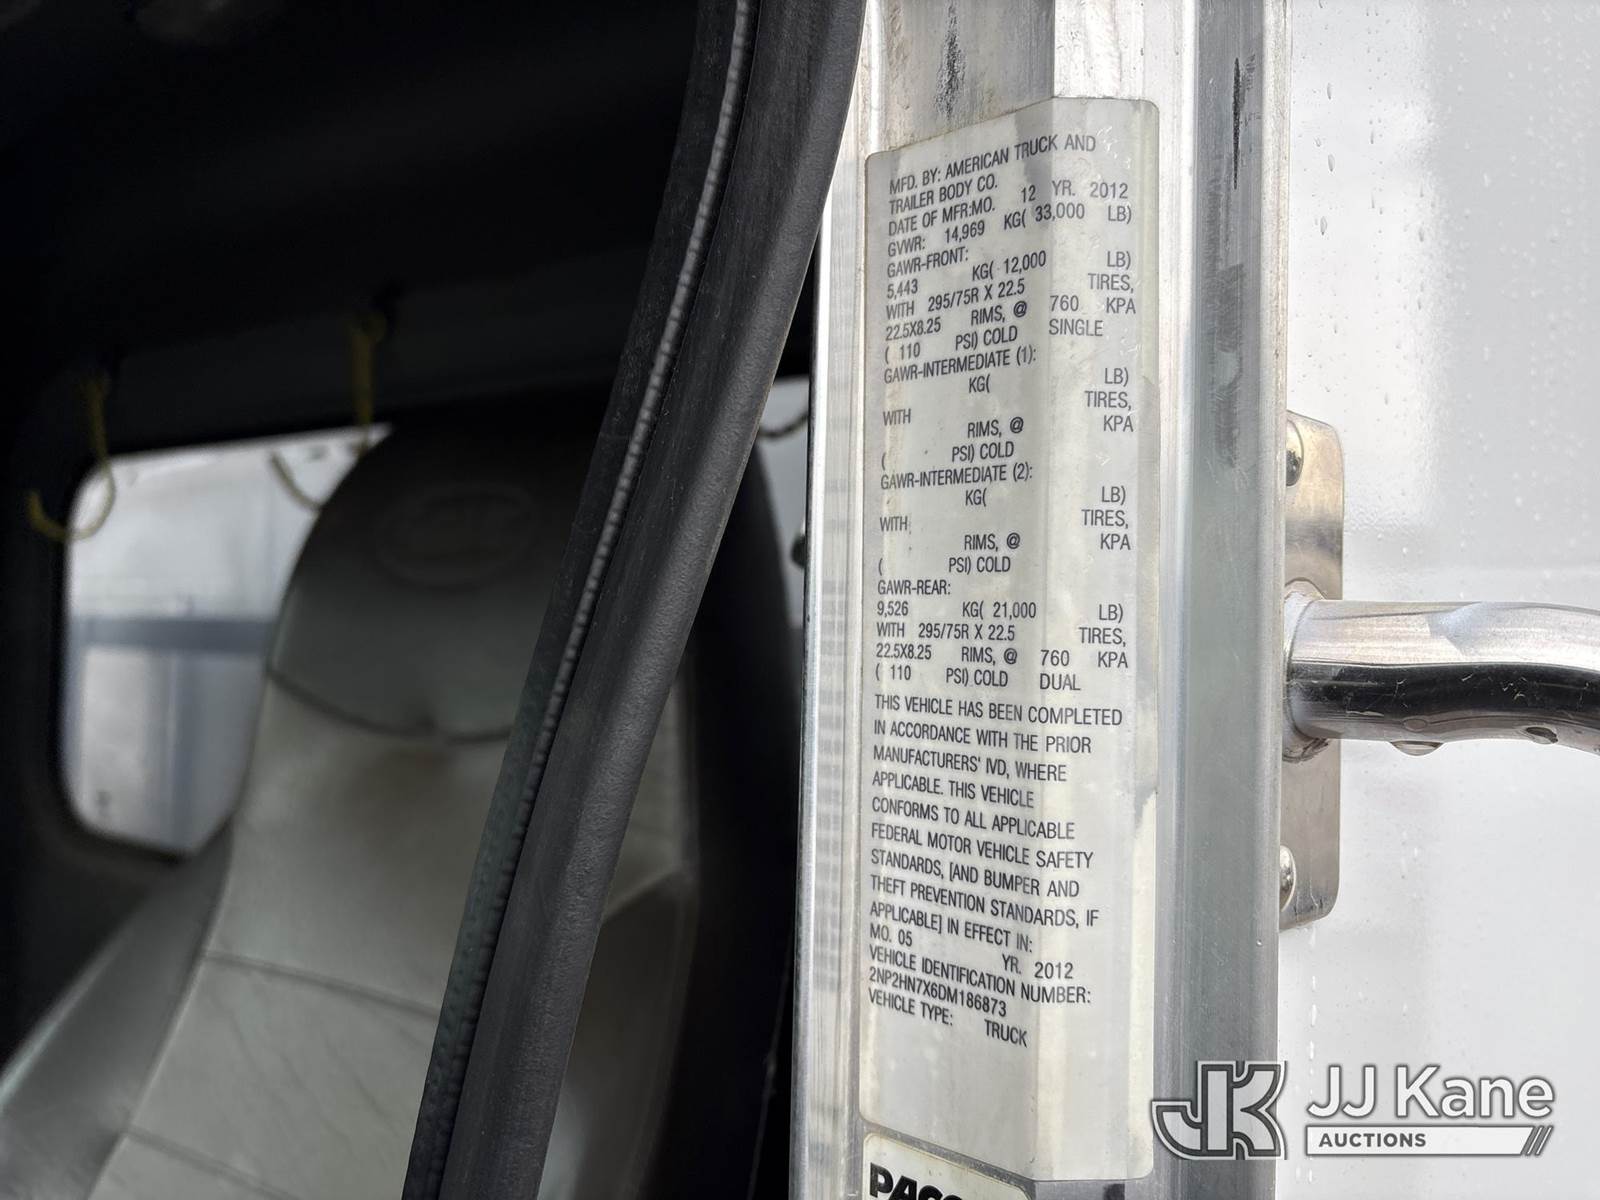 MFD. BY: AMERICAN TRUCK AND
TRAILER BODY CO.
DATE OF MFR:MO. 12 YR. 2012
GVWR: 14,969 KG( 33,000 LB)
GAWR-FRONT:
5,443 KG( 12,000 LB)
WITH 295/75R X 22.5 TIRES,
22.5X8.25 RIMS, @ 760 KPA
( 110 PSI) COLD SINGLE
GAWR-INTERMEDIATE (1):
KG( LB)
WITH TIRES,
RIMS, @ KPA
( PSI) COLD
GAWR-INTERMEDIATE (2):
KG( LB)
WITH TIRES,
RIMS, @ KPA
( PSI) COLD
GAWR-REAR:
9,526 KG( 21,000 LB)
WITH 295/75R X 22.5 TIRES,
22.5X8.25 RIMS, @ 760 KPA
( 110 PSI) COLD DUAL
THIS VEHICLE HAS BEEN COMPLETED
IN ACCORDANCE WITH THE PRIOR
MANUFACTURERS' IVD, WHERE
APPLICABLE. THIS VEHICLE
CONFORMS TO ALL APPLICABLE
FEDERAL MOTOR VEHICLE SAFETY
STANDARDS, [AND BUMPER AND
THEFT PREVENTION STANDARDS, IF
APPLICABLE] IN EFFECT IN:
MO. 05 YR. 2012
VEHICLE IDENTIFICATION NUMBER:
2NP2HN7X6DM186873
VEHICLE TYPE: TRUCK
JK JJ Kane
AUCTIONS